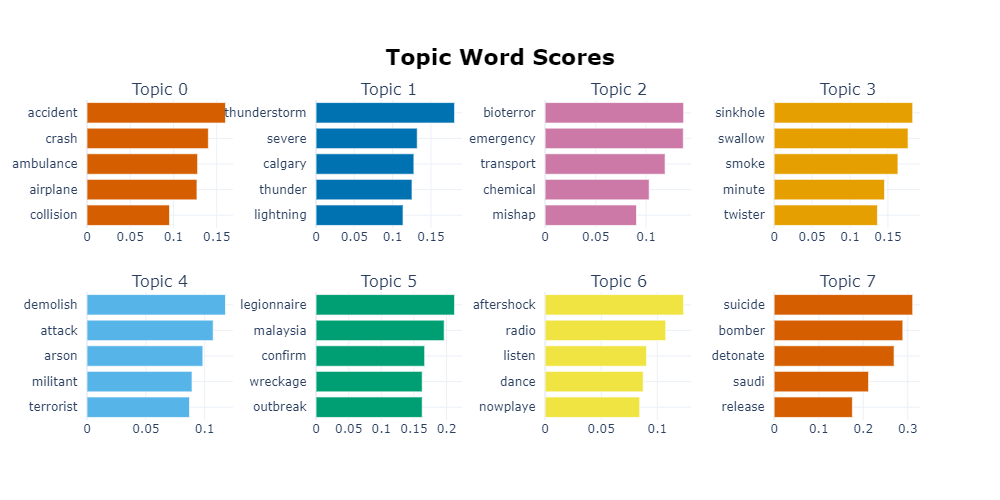 Topic Word Scores
Topic 0
accident
crash
ambulance
airplane
collision
0 0.05 0.1 0.15
Topic 1
thunderstorm
severe
calgary
thunder
lightning
0 0.05 0.1 0.15
Topic 2
bioterror
emergency
transport
chemical
mishap
0 0.05 0.1
Topic 3
sinkhole
swallow
smoke
minute
twister
0 0.05 0.1 0.15
Topic 4
demolish
attack
arson
militant
terrorist
0 0.05 0.1
Topic 5
legionnaire
malaysia
confirm
wreckage
outbreak
0 0.05 0.1 0.15 0.2
Topic 6
aftershock
radio
listen
dance
nowplaye
0 0.05 0.1
Topic 7
suicide
bomber
detonate
saudi
release
0 0.1 0.2 0.3